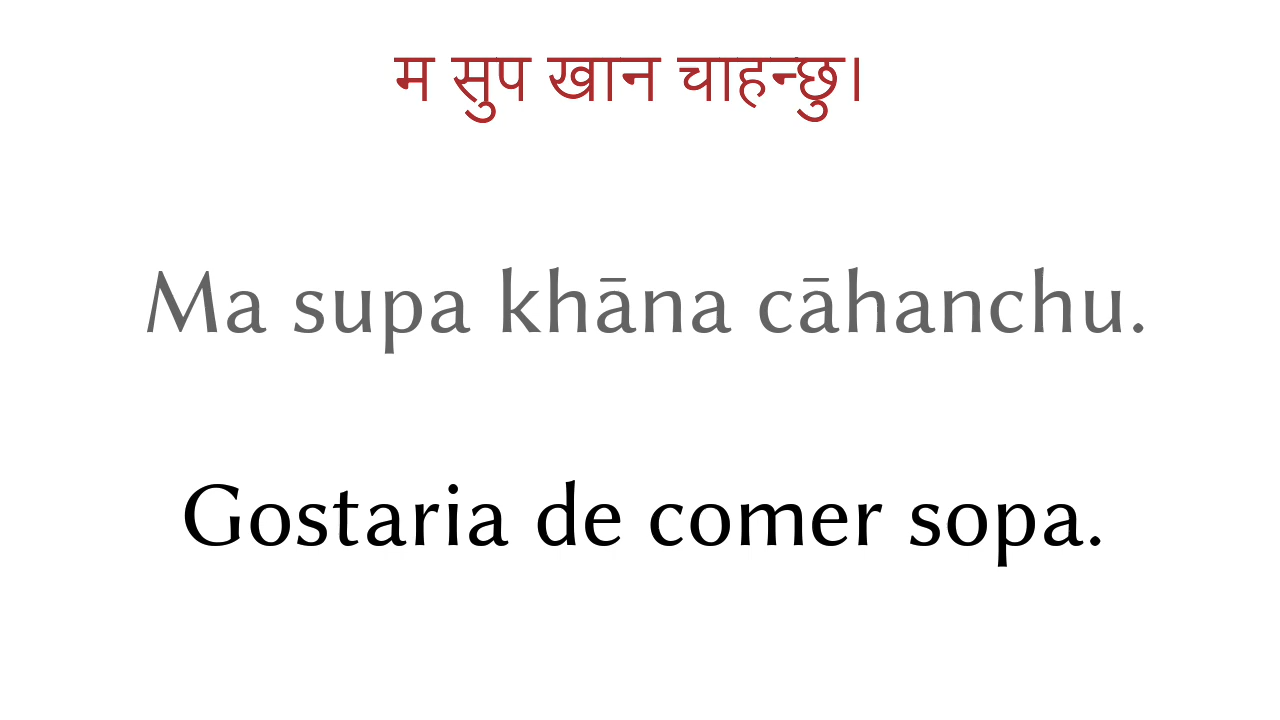 म सुप खान चाहन्छु।
Ma supa khāna cāhanchu.
Gostaria de comer sopa.